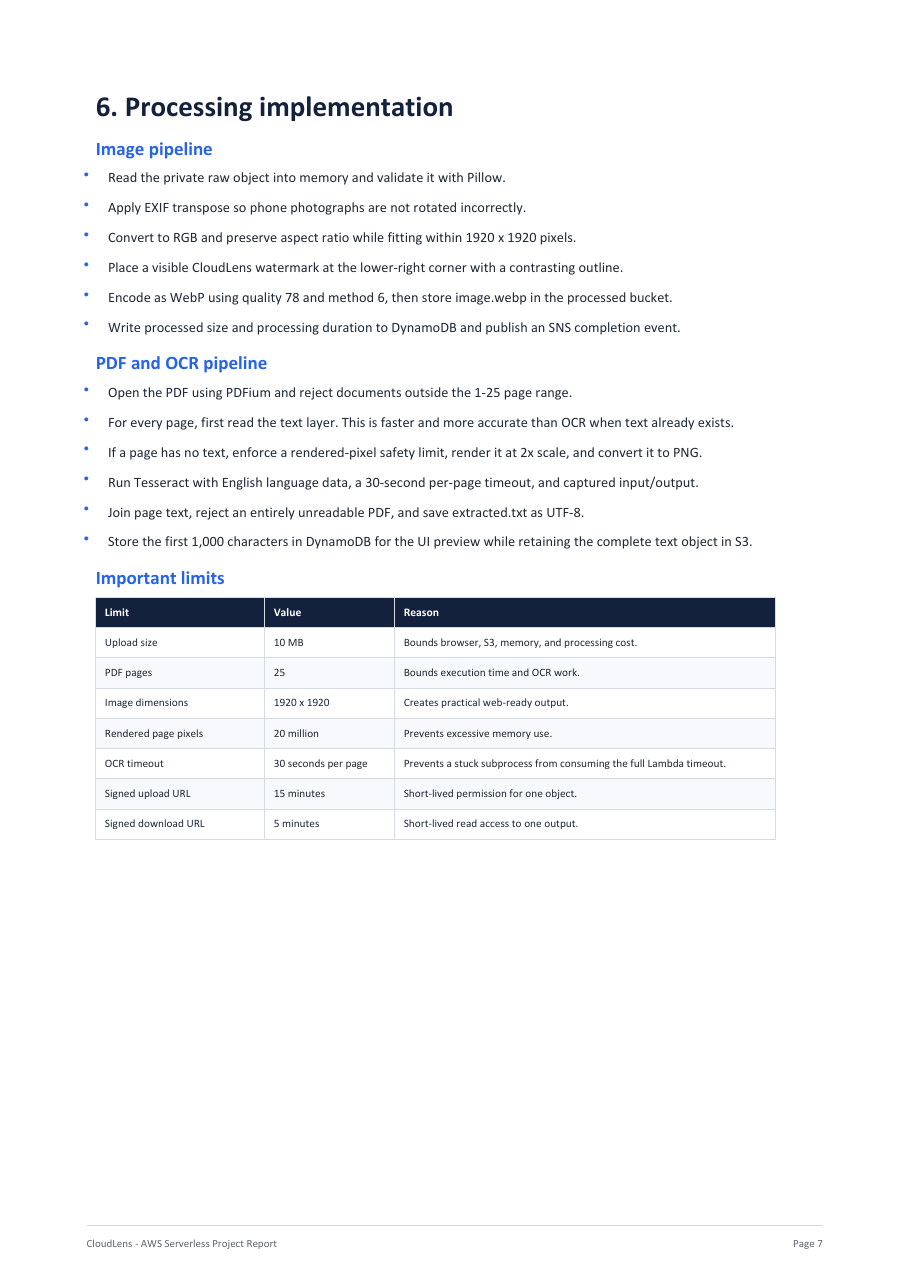 6. Processing implementation
Image pipeline
• Read the private raw object into memory and validate it with Pillow.
• Apply EXIF transpose so phone photographs are not rotated incorrectly.
• Convert to RGB and preserve aspect ratio while fitting within 1920 x 1920 pixels.
• Place a visible CloudLens watermark at the lower-right corner with a contrasting outline.
• Encode as WebP using quality 78 and method 6, then store image.webp in the processed bucket.
• Write processed size and processing duration to DynamoDB and publish an SNS completion event.
PDF and OCR pipeline
• Open the PDF using PDFium and reject documents outside the 1-25 page range.
• For every page, first read the text layer. This is faster and more accurate than OCR when text already exists.
• If a page has no text, enforce a rendered-pixel safety limit, render it at 2x scale, and convert it to PNG.
• Run Tesseract with English language data, a 30-second per-page timeout, and captured input/output.
• Join page text, reject an entirely unreadable PDF, and save extracted.txt as UTF-8.
• Store the first 1,000 characters in DynamoDB for the UI preview while retaining the complete text object in S3.
Important limits
Limit Value Reason
Upload size 10 MB Bounds browser, S3, memory, and processing cost.
PDF pages 25 Bounds execution time and OCR work.
Image dimensions 1920 x 1920 Creates practical web-ready output.
Rendered page pixels 20 million Prevents excessive memory use.
OCR timeout 30 seconds per page Prevents a stuck subprocess from consuming the full Lambda timeout.
Signed upload URL 15 minutes Short-lived permission for one object.
Signed download URL 5 minutes Short-lived read access to one output.
CloudLens - AWS Serverless Project Report Page 7